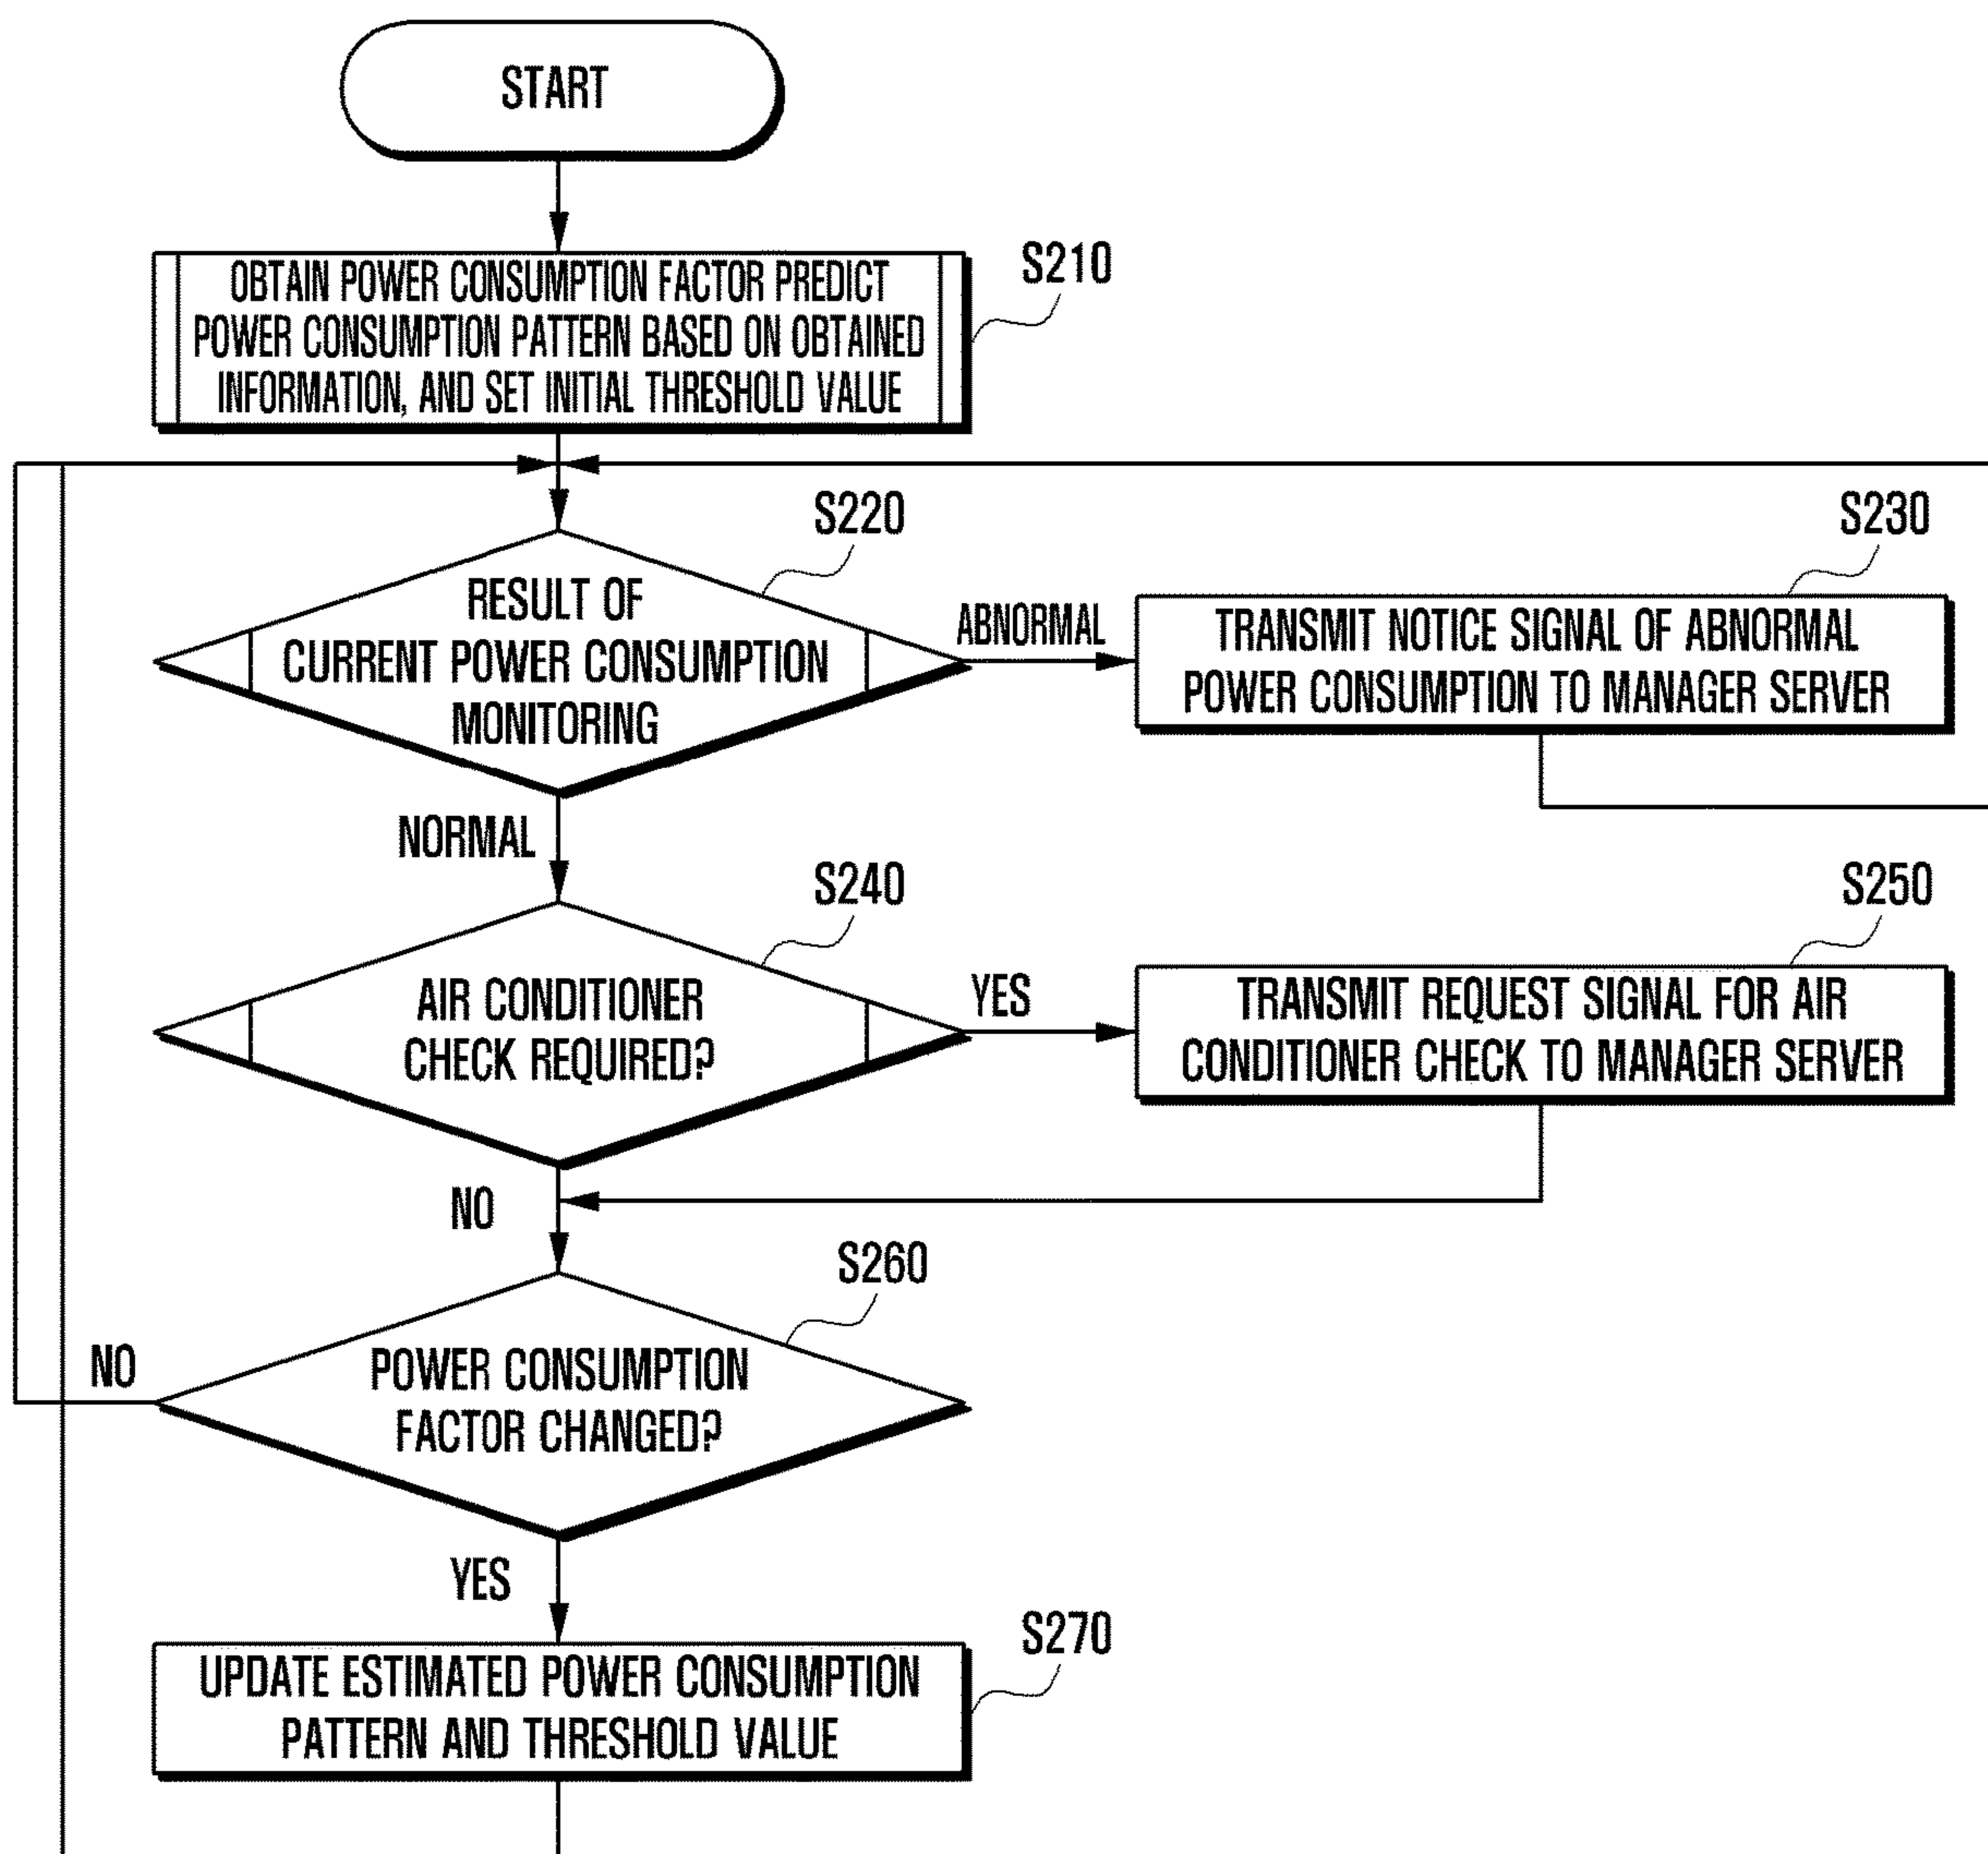 START
S210
OBTAIN POWER CONSUMPTION FACTOR PREDICT
POWER CONSUMPTION PATTERN BASED ON OBTAINED
INFORMATION, AND SET INITIAL THRESHOLD VALUE
S220
RESULT OF
CURRENT POWER CONSUMPTION
MONITORING
ABNORMAL
S230
TRANSMIT NOTICE SIGNAL OF ABNORMAL
POWER CONSUMPTION TO MANAGER SERVER
NORMAL
S240
AIR CONDITIONER
CHECK REQUIRED?
YES
S250
TRANSMIT REQUEST SIGNAL FOR AIR
CONDITIONER CHECK TO MANAGER SERVER
NO
S260
POWER CONSUMPTION
FACTOR CHANGED?
NO
YES
S270
UPDATE ESTIMATED POWER CONSUMPTION
PATTERN AND THRESHOLD VALUE